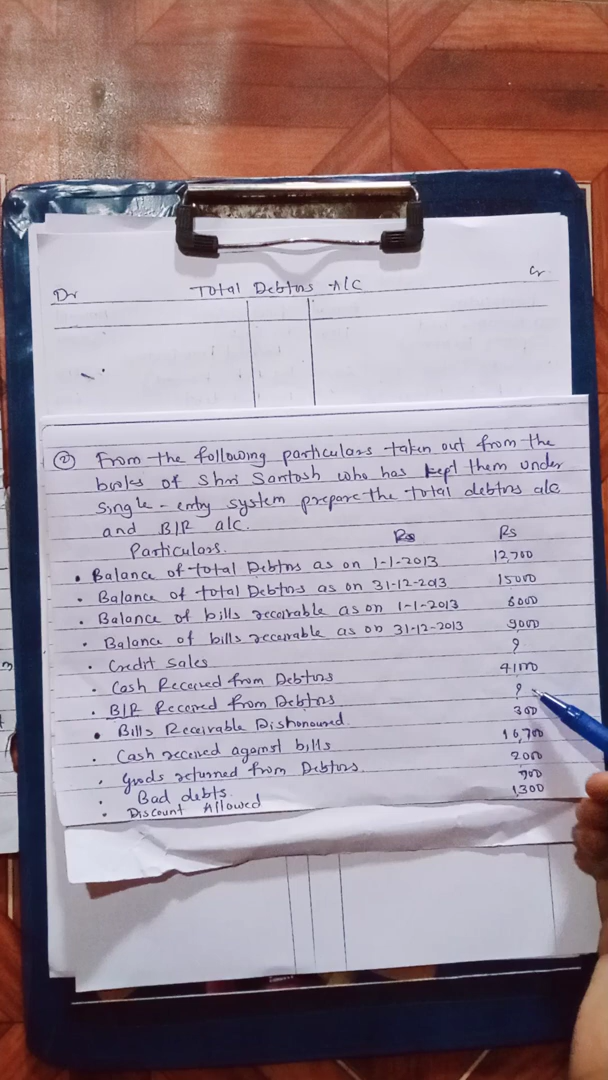 Dr Total Debtors A/C Cr
② From the following particulars taken out from the
books of Shri Santosh who has kept them under
single-entry system prepare the total debtors a/c
and B/R a/c.
Particulars. Rs Rs
• Balance of total Debtors as on 1-1-2013 12,700
• Balance of total Debtors as on 31-12-2013 15000
• Balance of bills receivable as on 1-1-2013 8000
• Balance of bills receivable as on 31-12-2013 9000
• Credit sales ?
• Cash Received from Debtors 41000
• B/R Received from Debtors ?
• Bills Receivable Dishonoured. 300
• Cash received against bills 16,700
• Goods returned from Debtors. 2000
• Bad debts.
• Discount Allowed 1,300